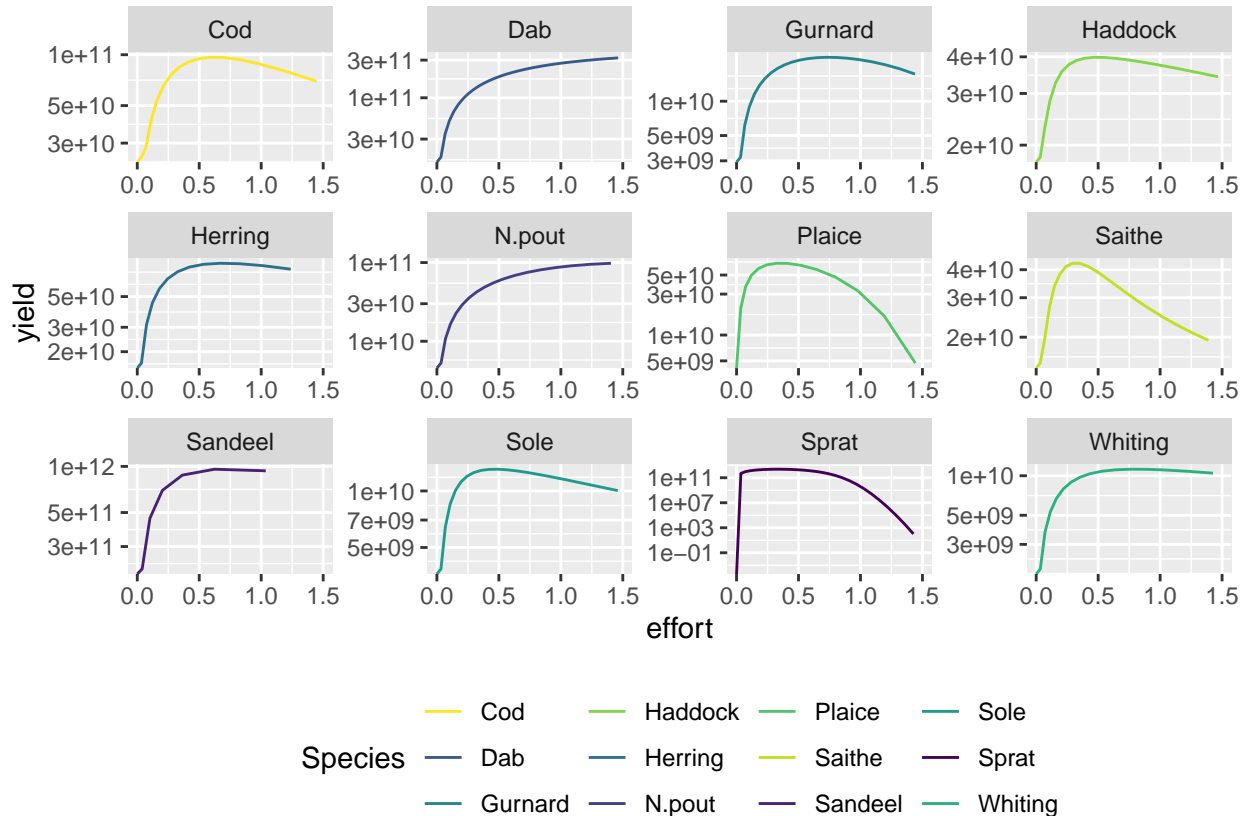 Cod Dab Gurnard Haddock
1e+11 5e+10 3e+10
3e+11 1e+11 3e+10
1e+10 5e+09 3e+09
4e+10 3e+10 2e+10
0.0 0.5 1.0 1.5 0.0 0.5 1.0 1.5 0.0 0.5 1.0 1.5 0.0 0.5 1.0 1.5
Herring N.pout Plaice Saithe
yield
5e+10 3e+10 2e+10
1e+11 3e+10 1e+10
5e+10 3e+10 1e+10 5e+09
4e+10 3e+10 2e+10
0.0 0.5 1.0 1.5 0.0 0.5 1.0 1.5 0.0 0.5 1.0 1.5 0.0 0.5 1.0 1.5
Sandeel Sole Sprat Whiting
1e+12 5e+11 3e+11
1e+10 7e+09 5e+09
1e+11 1e+07 1e+03 1e−01
1e+10 5e+09 3e+09
0.0 0.5 1.0 1.5 0.0 0.5 1.0 1.5 0.0 0.5 1.0 1.5 0.0 0.5 1.0 1.5
effort
Cod Haddock Plaice Sole
Species Dab Herring Saithe Sprat
Gurnard N.pout Sandeel Whiting